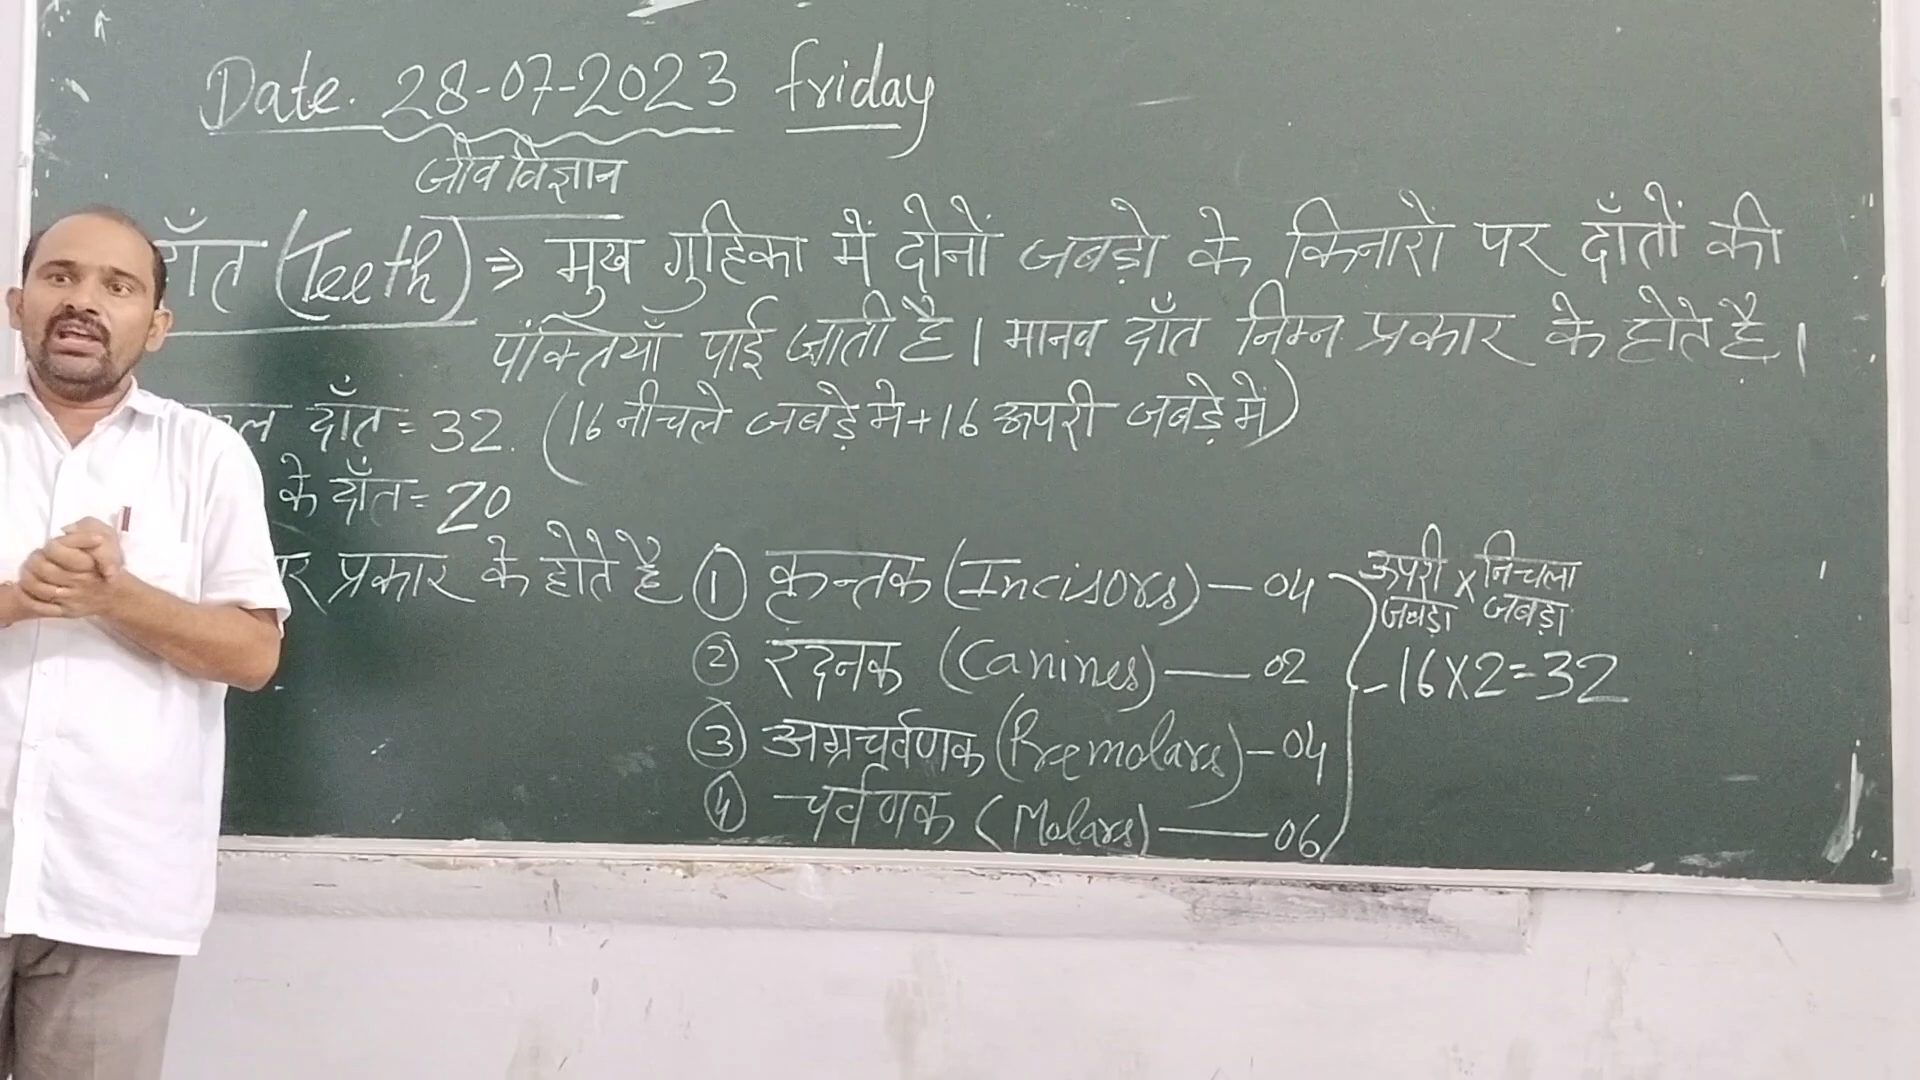 Date. 28-07-2023 friday
जीव विज्ञान
दाँत (Teeth) ⇒ मुख गुहिका में दोनों जबड़ो के किनारों पर दाँतों की
पंक्तियाँ पाई जाती है। मानव दाँत निम्न प्रकार के होते है।
दाँत = 32. (16 नीचले जबड़े मे + 16 ऊपरी जबड़े में)
के दाँत = 20
प्रकार के होते है ① कृन्तक (Incisors) — 04
② रदनक (Canines) — 02
③ अग्रचर्वणक (Premolars) — 04
④ चर्वणक (Molars) — 06
ऊपरी जबड़ा x निचला जबड़ा
- 16 x 2 = 32